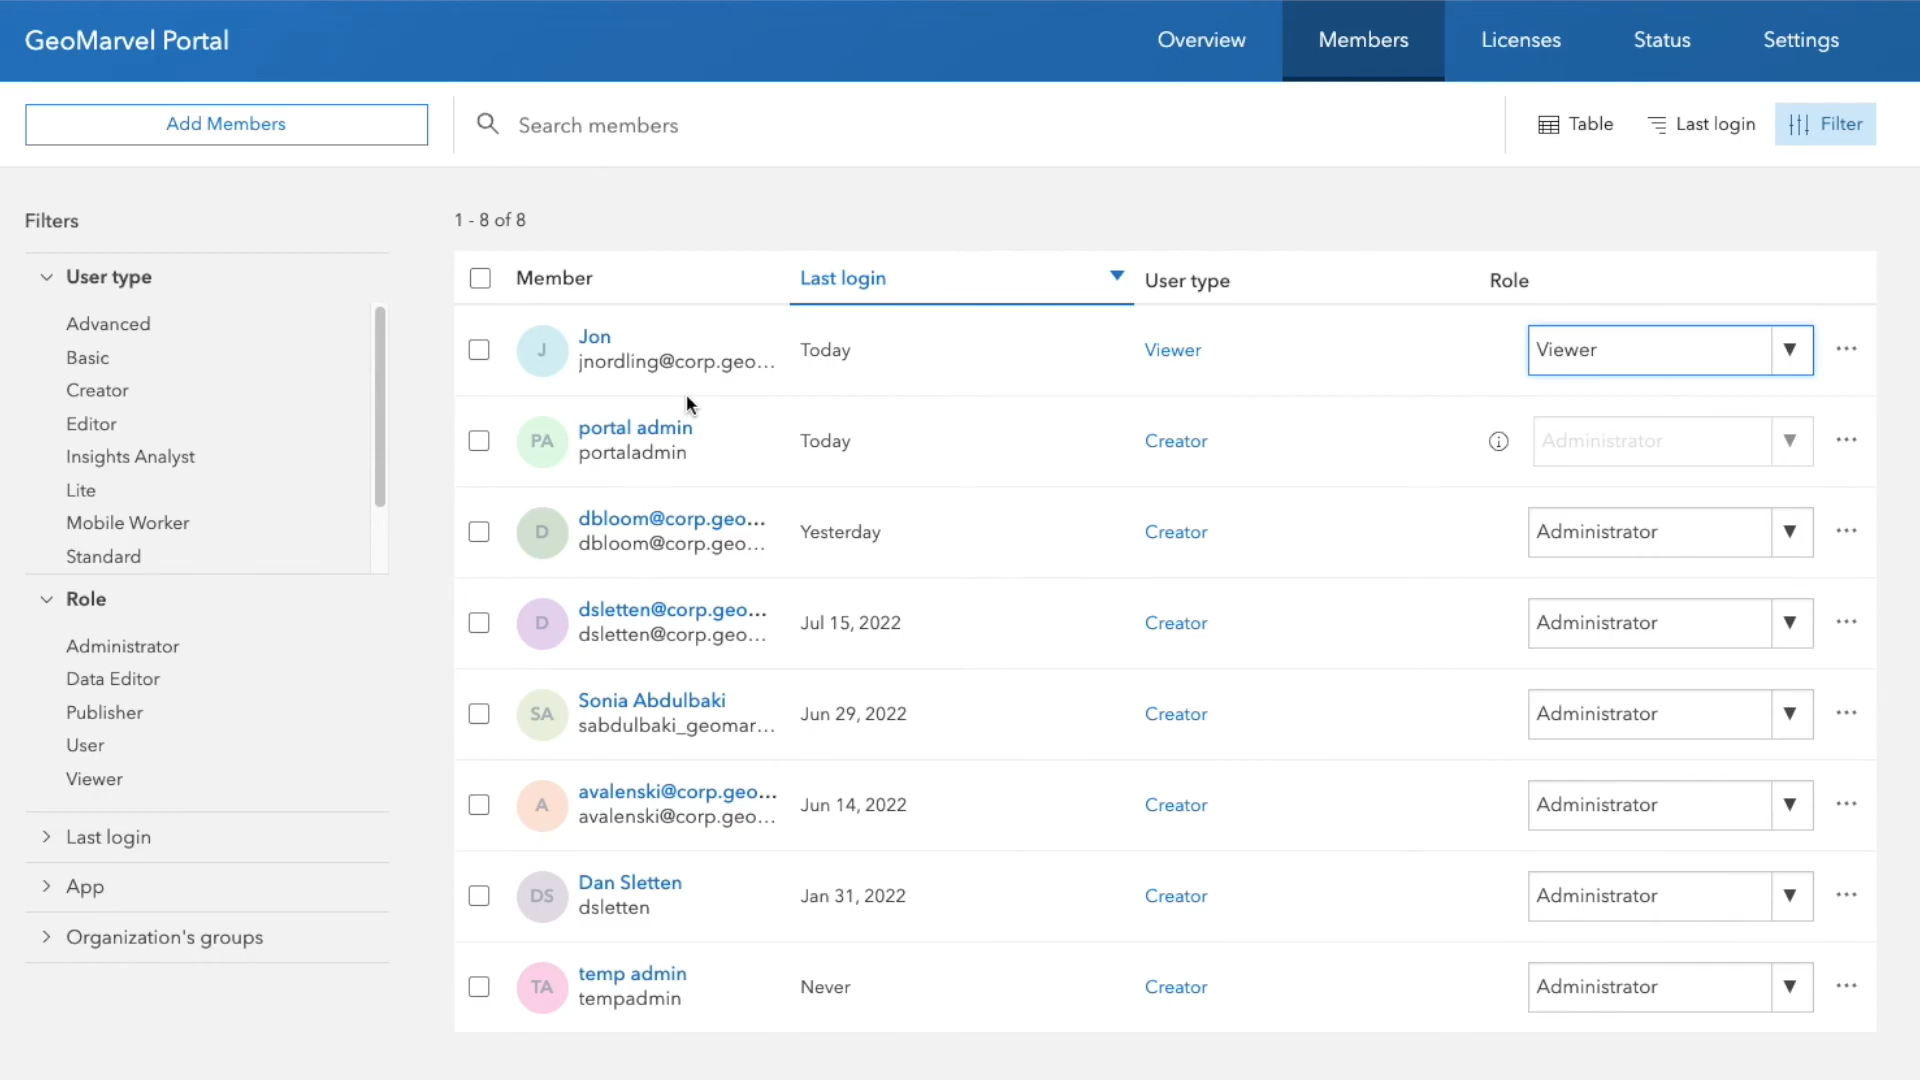 GeoMarvel Portal
Overview
Members
Licenses
Status
Settings
Add Members
Search members
Table
Last login
Filter
Filters
User type
Advanced
Basic
Creator
Editor
Insights Analyst
Lite
Mobile Worker
Standard
Role
Administrator
Data Editor
Publisher
User
Viewer
Last login
App
Organization's groups
1 - 8 of 8
Member Last login User type Role
J Jon
jnordling@corp.geo...
Today Viewer Viewer
PA portal admin
portaladmin
Today Creator Administrator
D dbloom@corp.geo...
dbloom@corp.geo...
Yesterday Creator Administrator
D dsletten@corp.geo...
dsletten@corp.geo...
Jul 15, 2022 Creator Administrator
SA Sonia Abdulbaki
sabdulbaki_geomar...
Jun 29, 2022 Creator Administrator
A avalenski@corp.geo...
avalenski@corp.geo...
Jun 14, 2022 Creator Administrator
DS Dan Sletten
dsletten
Jan 31, 2022 Creator Administrator
TA temp admin
tempadmin
Never Creator Administrator